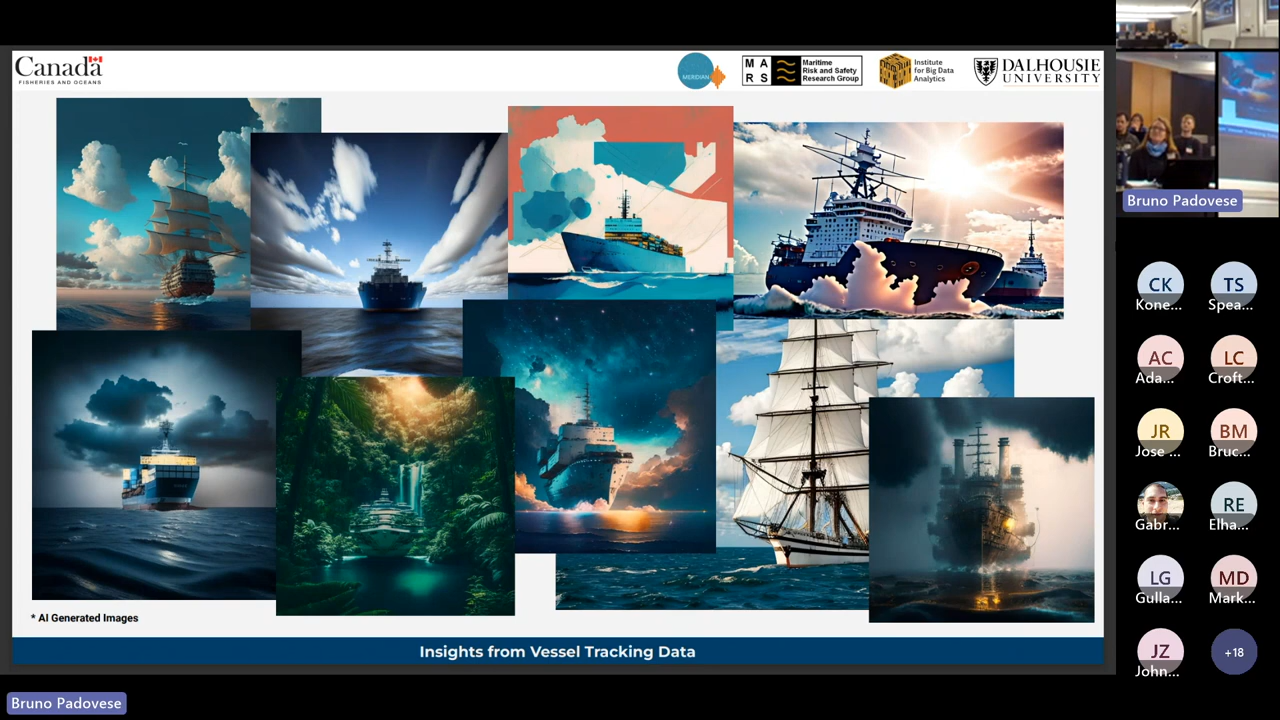 Canada
FISHERIES AND OCEANS
MERIDIAN
M A
R S
Maritime
Risk and Safety
Research Group
Institute
for Big Data
Analytics
DALHOUSIE
UNIVERSITY
* AI Generated Images
Insights from Vessel Tracking Data
Bruno Padovese
Bruno Padovese
CK
Kone...
TS
Spea...
AC
Ada...
LC
Croft...
JR
Jose ...
BM
Bruc...
Gabr...
RE
Elha...
LG
Gulla...
MD
Mark...
JZ
John...
+18